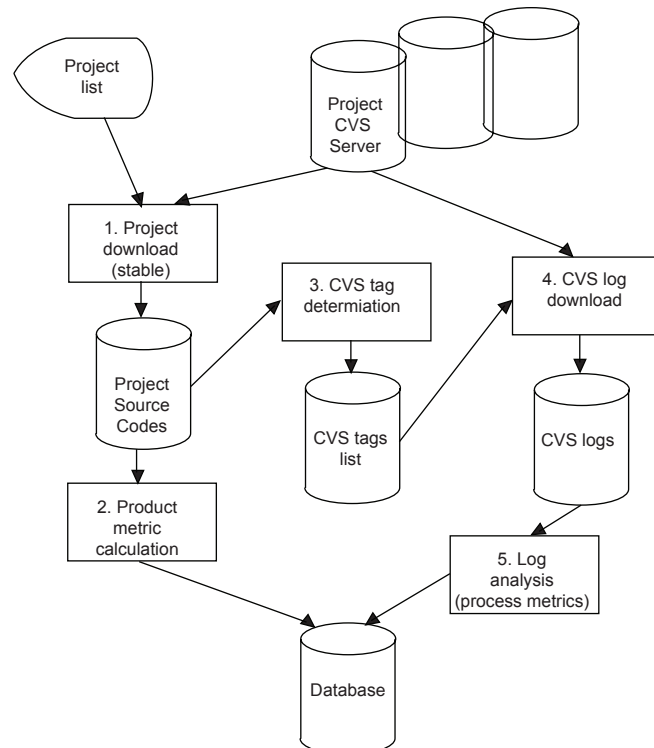 Project
list
Project
CVS
Server
1. Project
download
(stable)
3. CVS tag
determiation
4. CVS log
download
Project
Source
Codes
CVS tags
list
CVS logs
2. Product
metric
calculation
5. Log
analysis
(process metrics)
Database